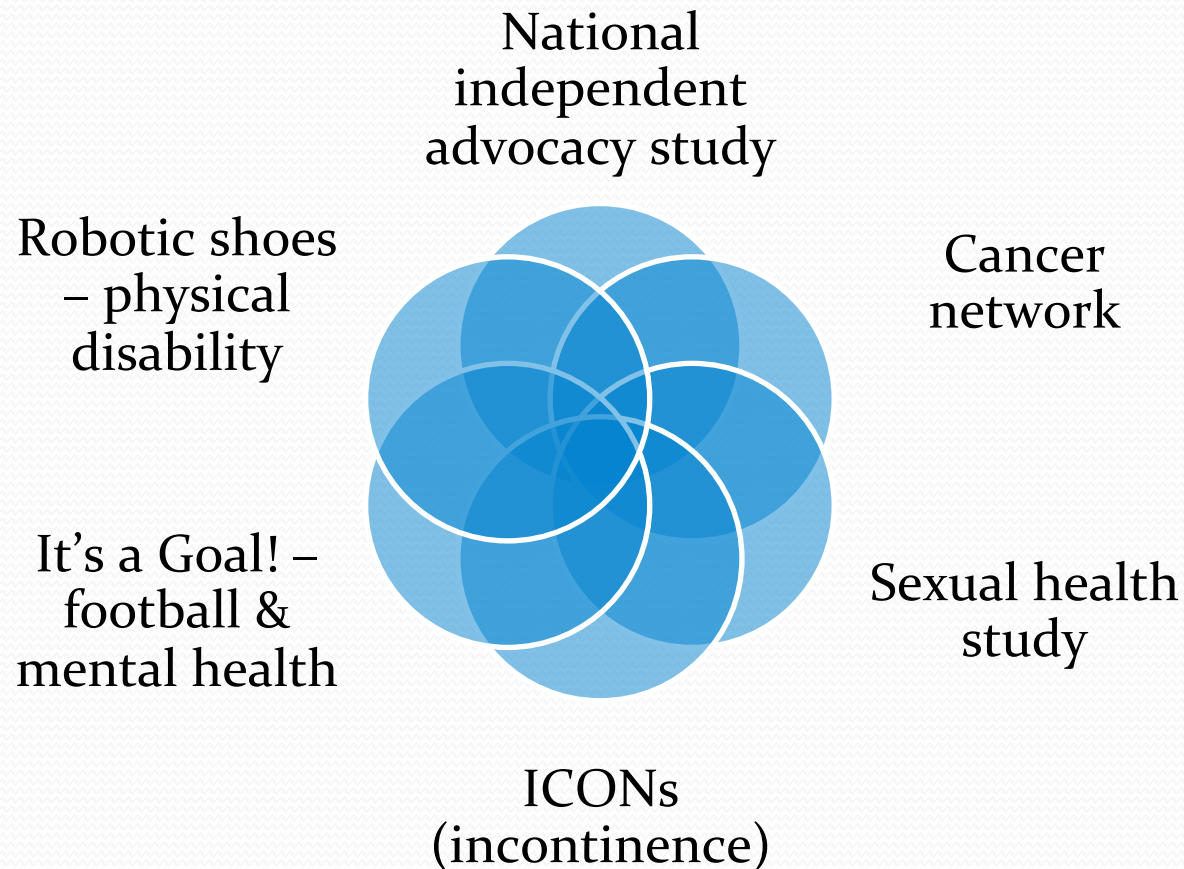 National
independent
advocacy study
Robotic shoes
– physical
disability
Cancer
network
It’s a Goal! –
football &
mental health
Sexual health
study
ICONs
(incontinence)